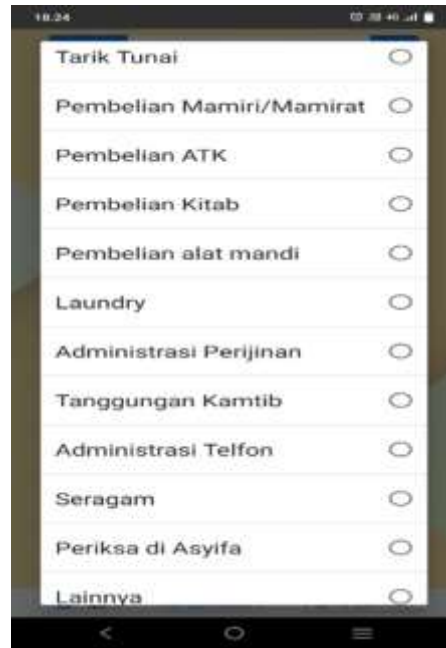 18.24
Tarik Tunai
Pembelian Mamiri/Mamirat
Pembelian ATK
Pembelian Kitab
Pembelian alat mandi
Laundry
Administrasi Perijinan
Tanggungan Kamtib
Administrasi Telfon
Seragam
Periksa di Asyifa
Lainnya